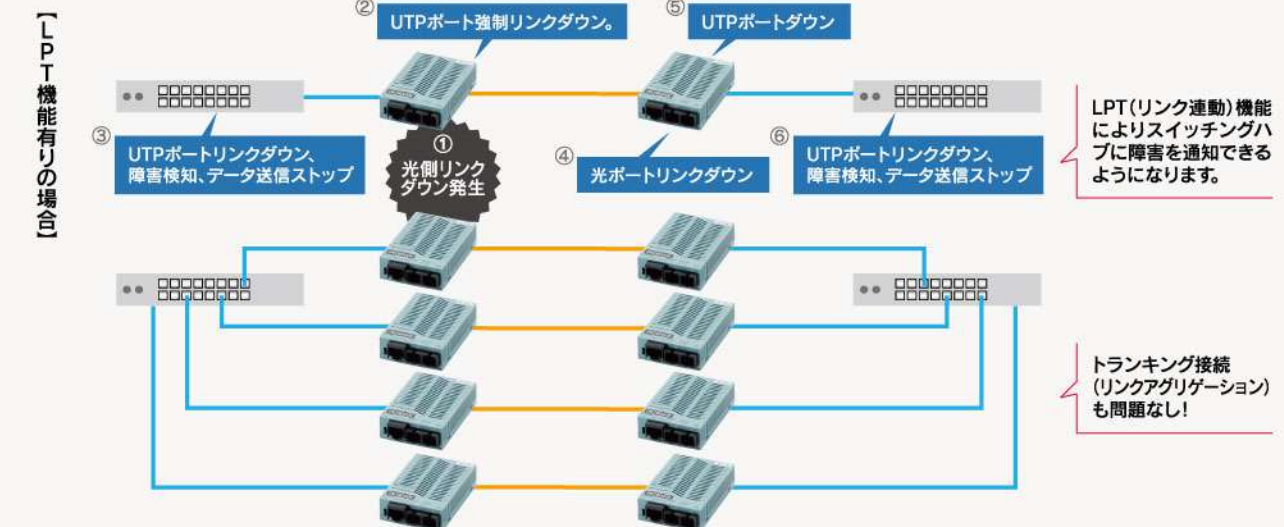 【LPT機能有りの場合】
②
UTPポート強制リンクダウン。
⑤
UTPポートダウン
③
UTPポートリンクダウン、
障害検知、データ送信ストップ
①
光側リンク
ダウン発生
④
光ポートリンクダウン
⑥
UTPポートリンクダウン、
障害検知、データ送信ストップ
LPT(リンク連動)機能
によりスイッチングハ
ブに障害を通知できる
ようになります。
トランキング接続
(リンクアグリゲーション)
も問題なし!